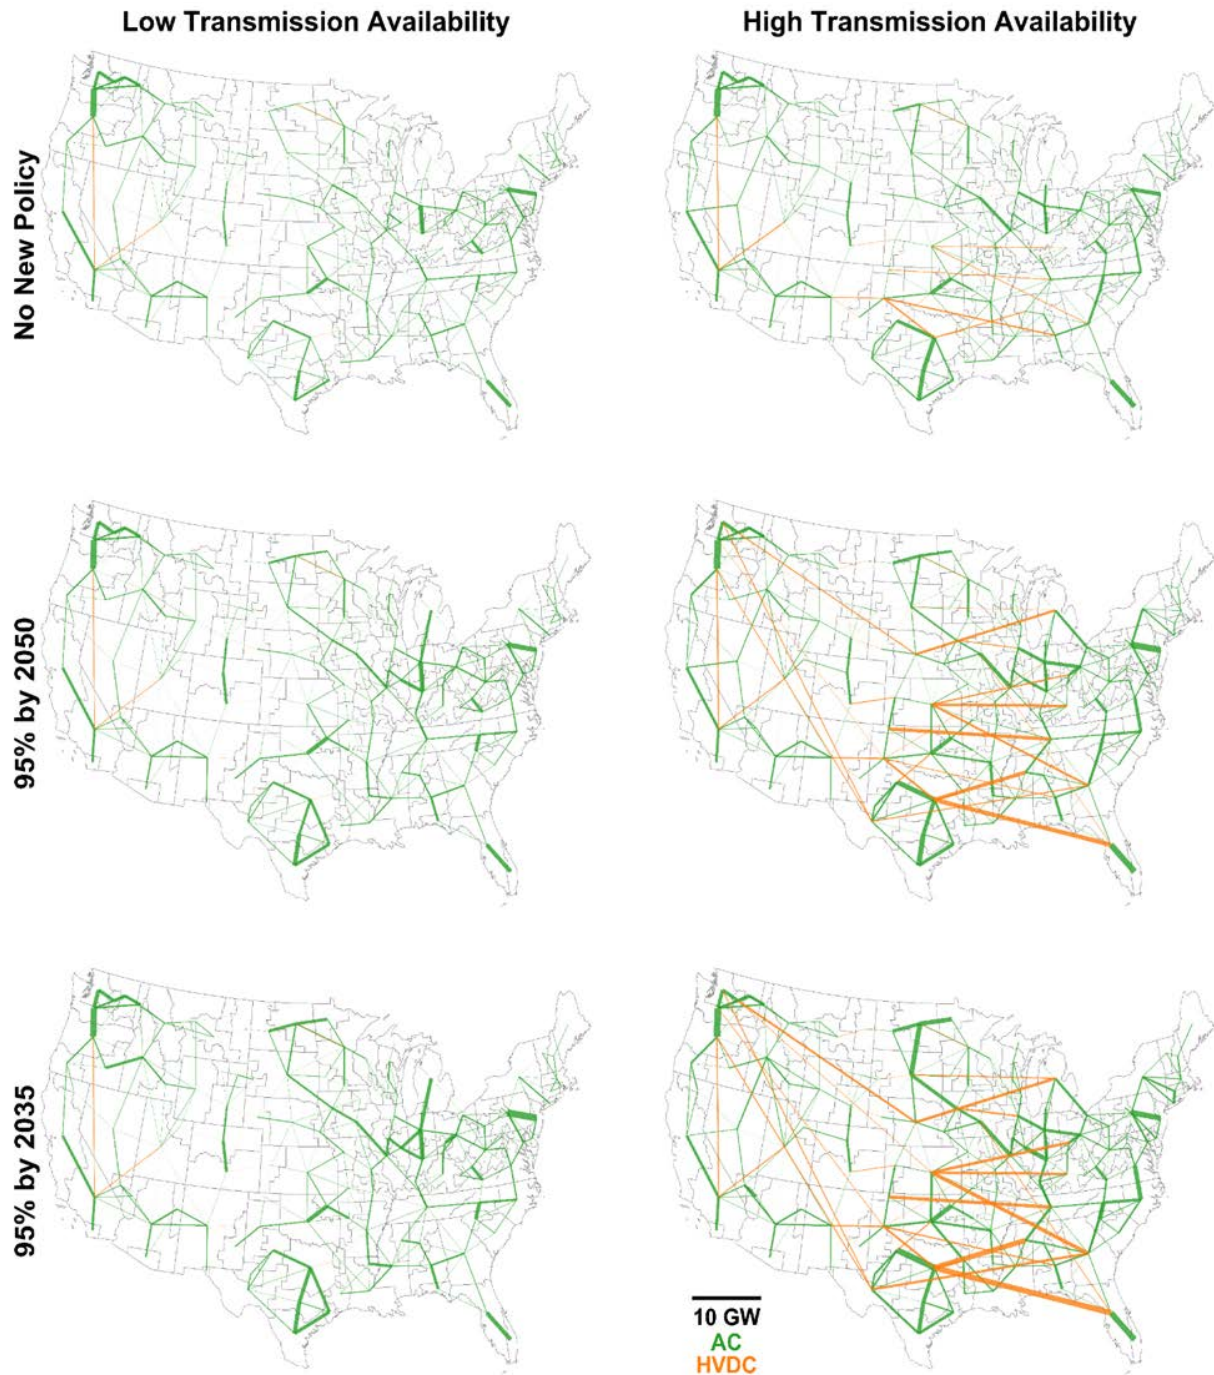 Low Transmission Availability
High Transmission Availability
No New Policy
95% by 2050
95% by 2035
10 GW
AC
HVDC